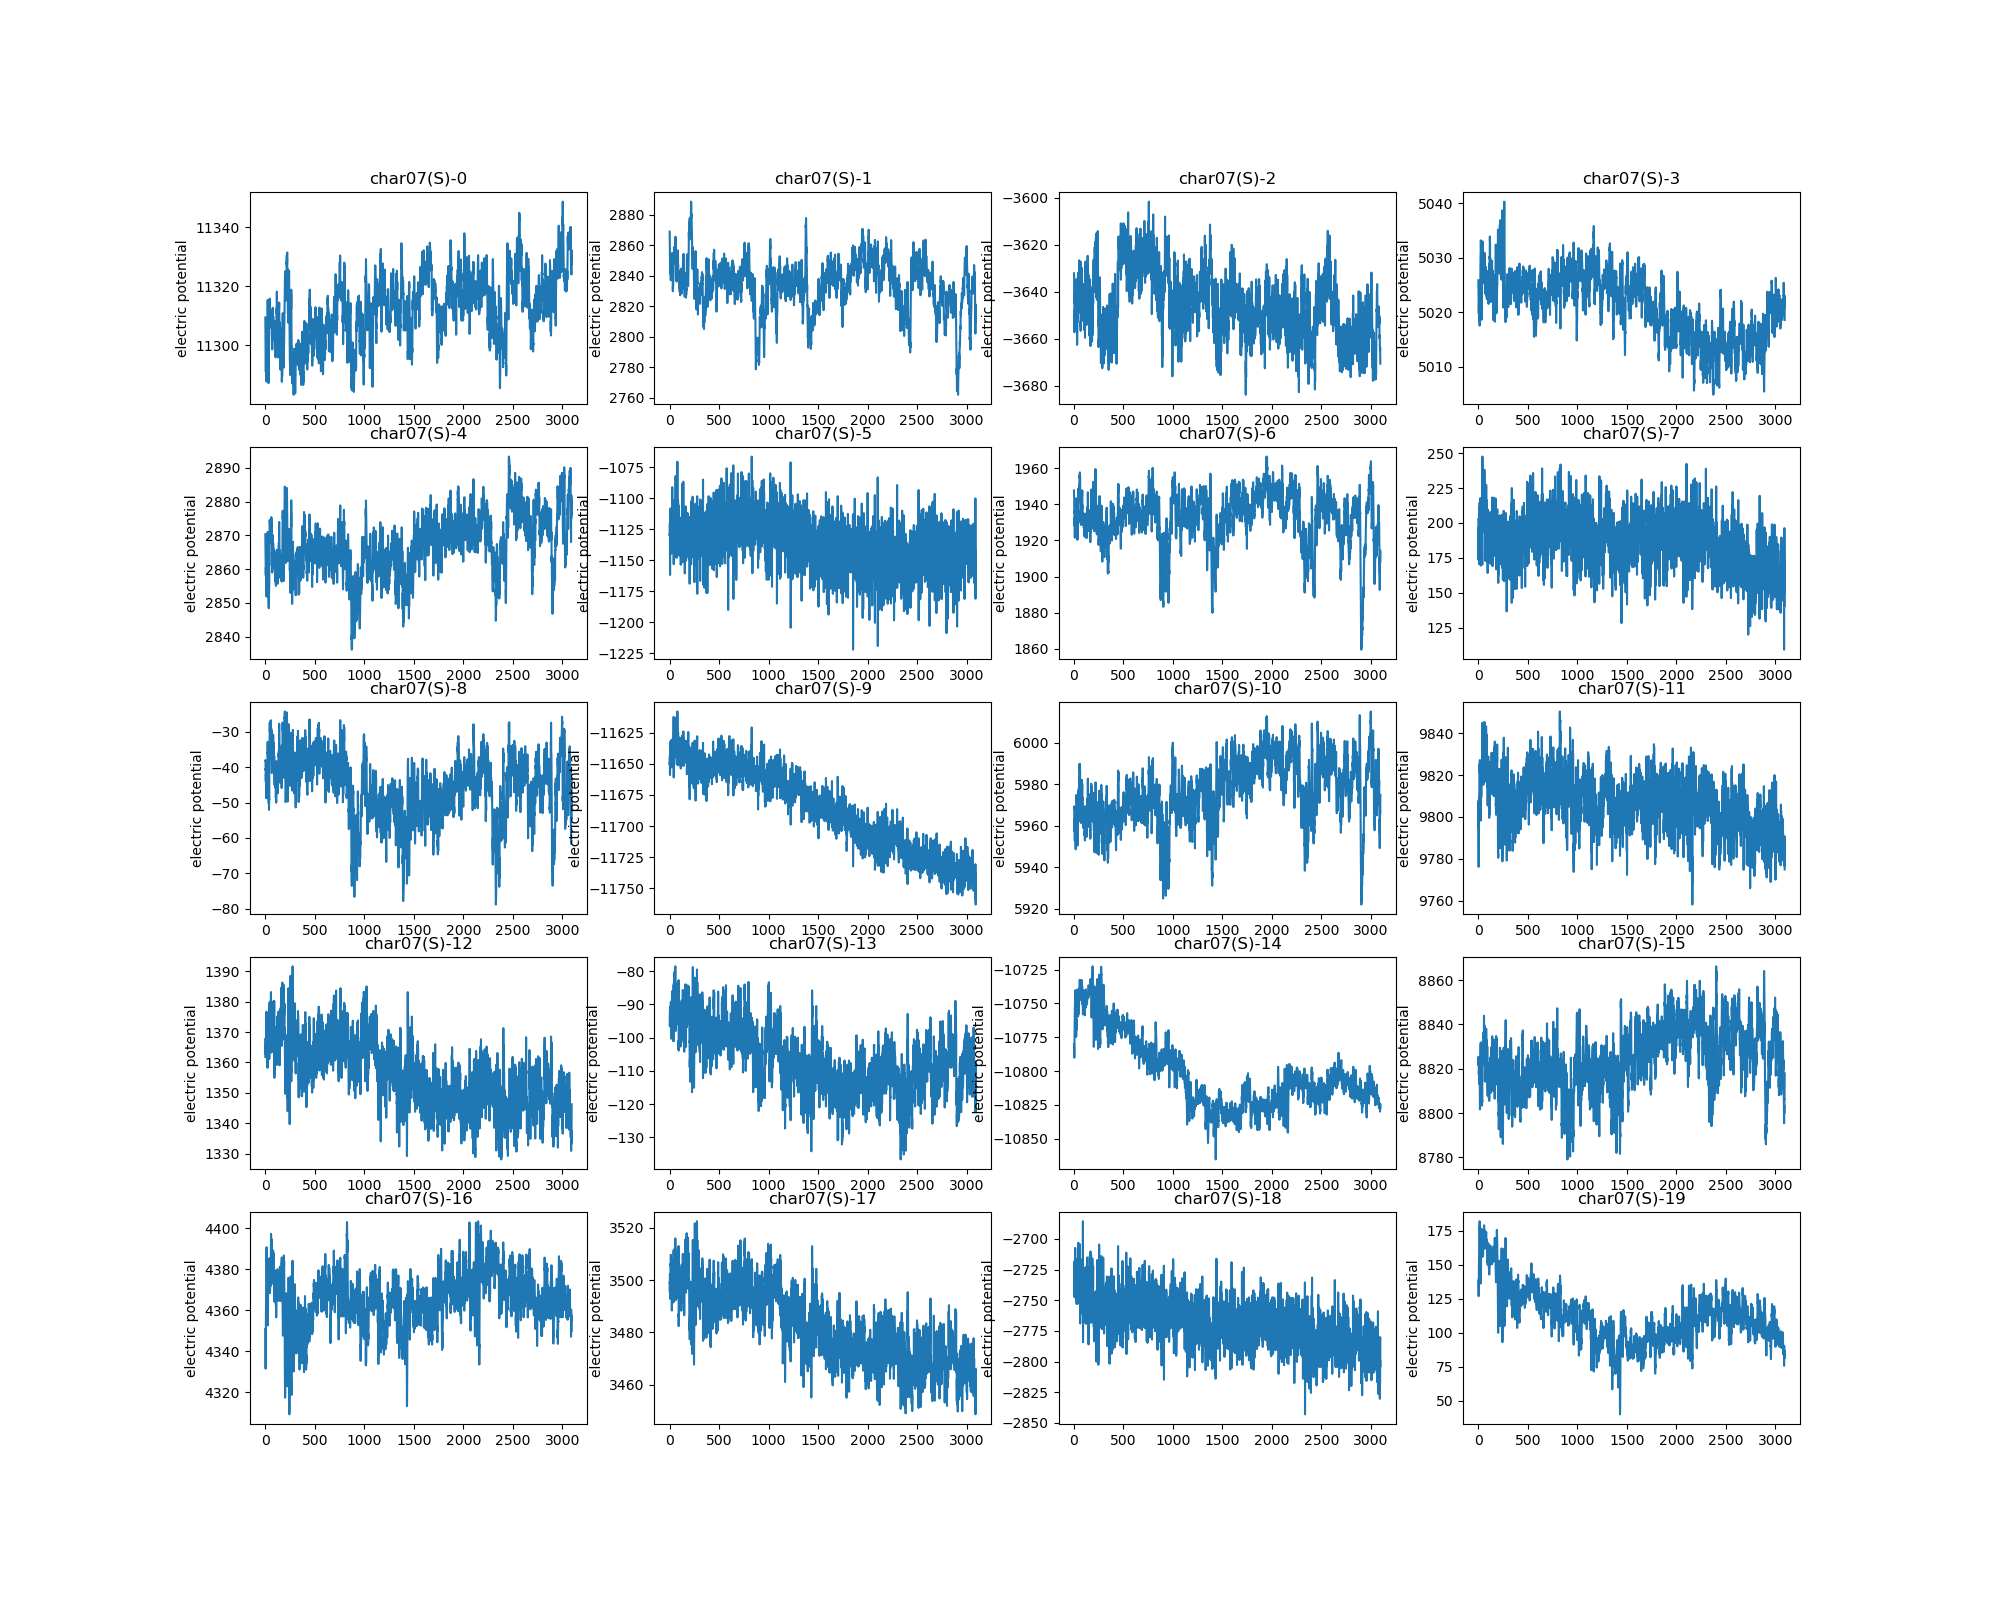 char07(S)-0 char07(S)-1 char07(S)-2 char07(S)-3
electric potential electric potential electric potential electric potential
11340 11320 11300
2880 2860 2840 2820 2800 2780 2760
−3600 −3620 −3640 −3660 −3680
5040 5030 5020 5010
0 500 1000 1500 2000 2500 3000 0 500 1000 1500 2000 2500 3000 0 500 1000 1500 2000 2500 3000 0 500 1000 1500 2000 2500 3000
char07(S)-4 char07(S)-5 char07(S)-6 char07(S)-7
electric potential electric potential electric potential electric potential
2890 2880 2870 2860 2850 2840
−1075 −1100 −1125 −1150 −1175 −1200 −1225
1960 1940 1920 1900 1880 1860
250 225 200 175 150 125
0 500 1000 1500 2000 2500 3000 0 500 1000 1500 2000 2500 3000 0 500 1000 1500 2000 2500 3000 0 500 1000 1500 2000 2500 3000
char07(S)-8 char07(S)-9 char07(S)-10 char07(S)-11
electric potential electric potential electric potential electric potential
−30 −40 −50 −60 −70 −80
−11625 −11650 −11675 −11700 −11725 −11750
6000 5980 5960 5940 5920
9840 9820 9800 9780 9760
0 500 1000 1500 2000 2500 3000 0 500 1000 1500 2000 2500 3000 0 500 1000 1500 2000 2500 3000 0 500 1000 1500 2000 2500 3000
char07(S)-12 char07(S)-13 char07(S)-14 char07(S)-15
electric potential electric potential electric potential electric potential
1390 1380 1370 1360 1350 1340 1330
−80 −90 −100 −110 −120 −130
−10725 −10750 −10775 −10800 −10825 −10850
8860 8840 8820 8800 8780
0 500 1000 1500 2000 2500 3000 0 500 1000 1500 2000 2500 3000 0 500 1000 1500 2000 2500 3000 0 500 1000 1500 2000 2500 3000
char07(S)-16 char07(S)-17 char07(S)-18 char07(S)-19
electric potential electric potential electric potential electric potential
4400 4380 4360 4340 4320
3520 3500 3480 3460
−2700 −2725 −2750 −2775 −2800 −2825 −2850
175 150 125 100 75 50
0 500 1000 1500 2000 2500 3000 0 500 1000 1500 2000 2500 3000 0 500 1000 1500 2000 2500 3000 0 500 1000 1500 2000 2500 3000